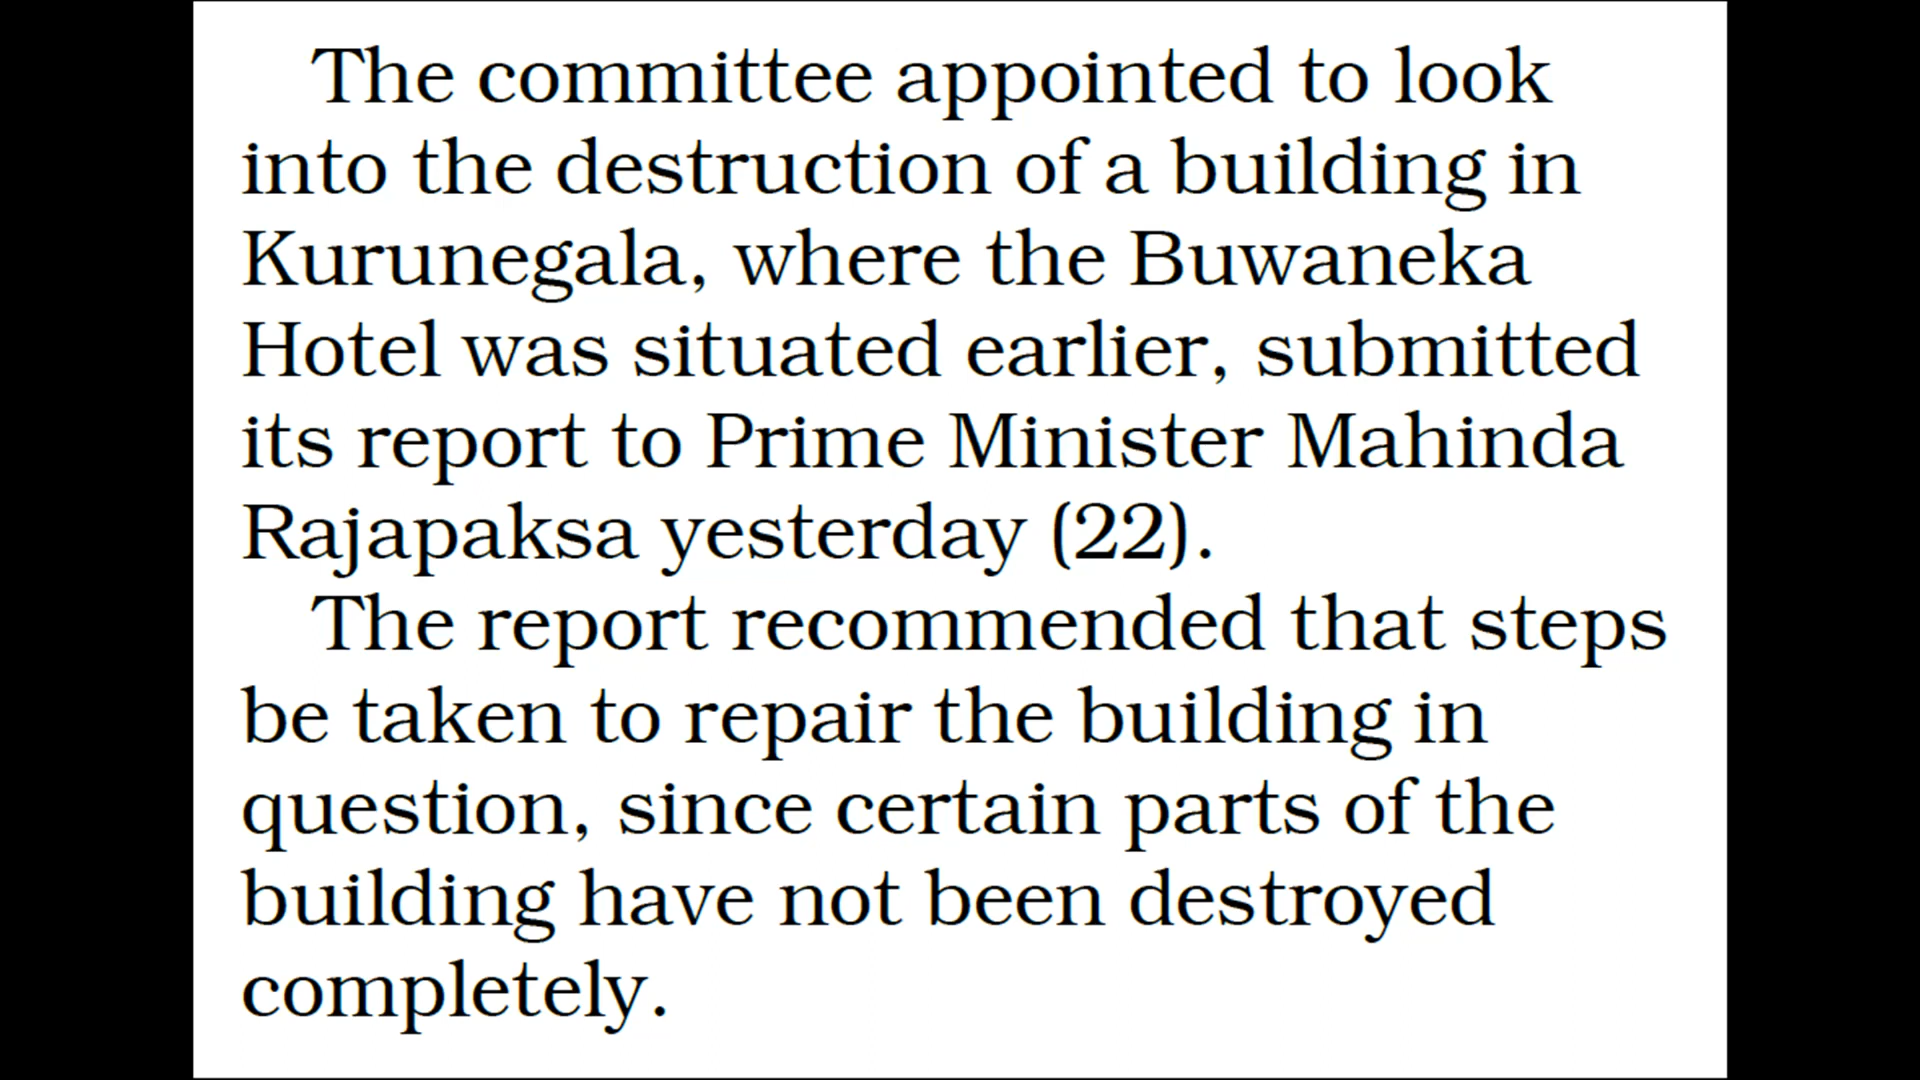 The committee appointed to look
into the destruction of a building in
Kurunegala, where the Buwaneka
Hotel was situated earlier, submitted
its report to Prime Minister Mahinda
Rajapaksa yesterday (22).
The report recommended that steps
be taken to repair the building in
question, since certain parts of the
building have not been destroyed
completely.